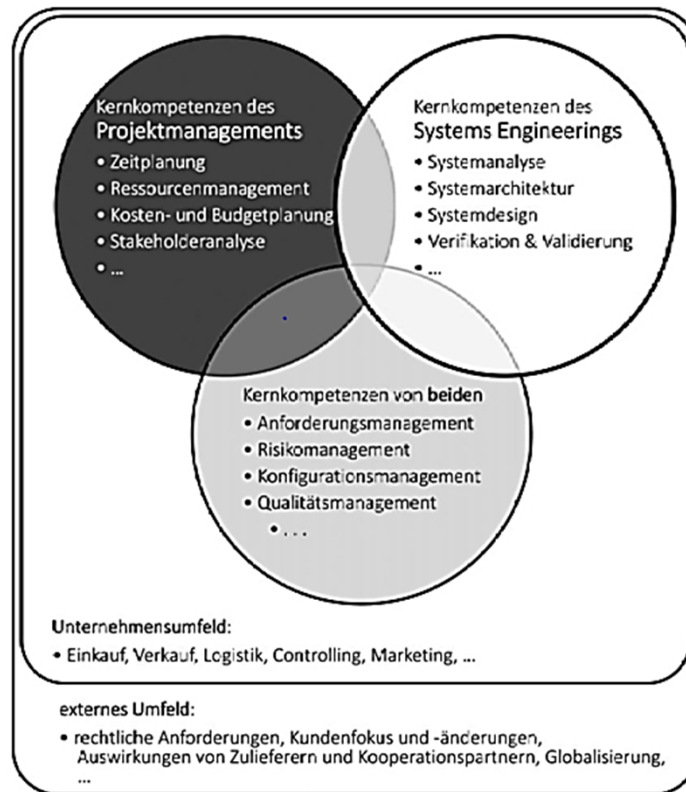 Kernkompetenzen des
Projektmanagements
• Zeitplanung
• Ressourcenmanagement
• Kosten- und Budgetplanung
• Stakeholderanalyse
• ...
Kernkompetenzen des
Systems Engineerings
• Systemanalyse
• Systemarchitektur
• Systemdesign
• Verifikation & Validierung
• ...
Kernkompetenzen von beiden
• Anforderungsmanagement
• Risikomanagement
• Konfigurationsmanagement
• Qualitätsmanagement
• . . .
Unternehmensumfeld:
• Einkauf, Verkauf, Logistik, Controlling, Marketing, ...
externes Umfeld:
• rechtliche Anforderungen, Kundenfokus und -änderungen,
Auswirkungen von Zulieferern und Kooperationspartnern, Globalisierung,
...